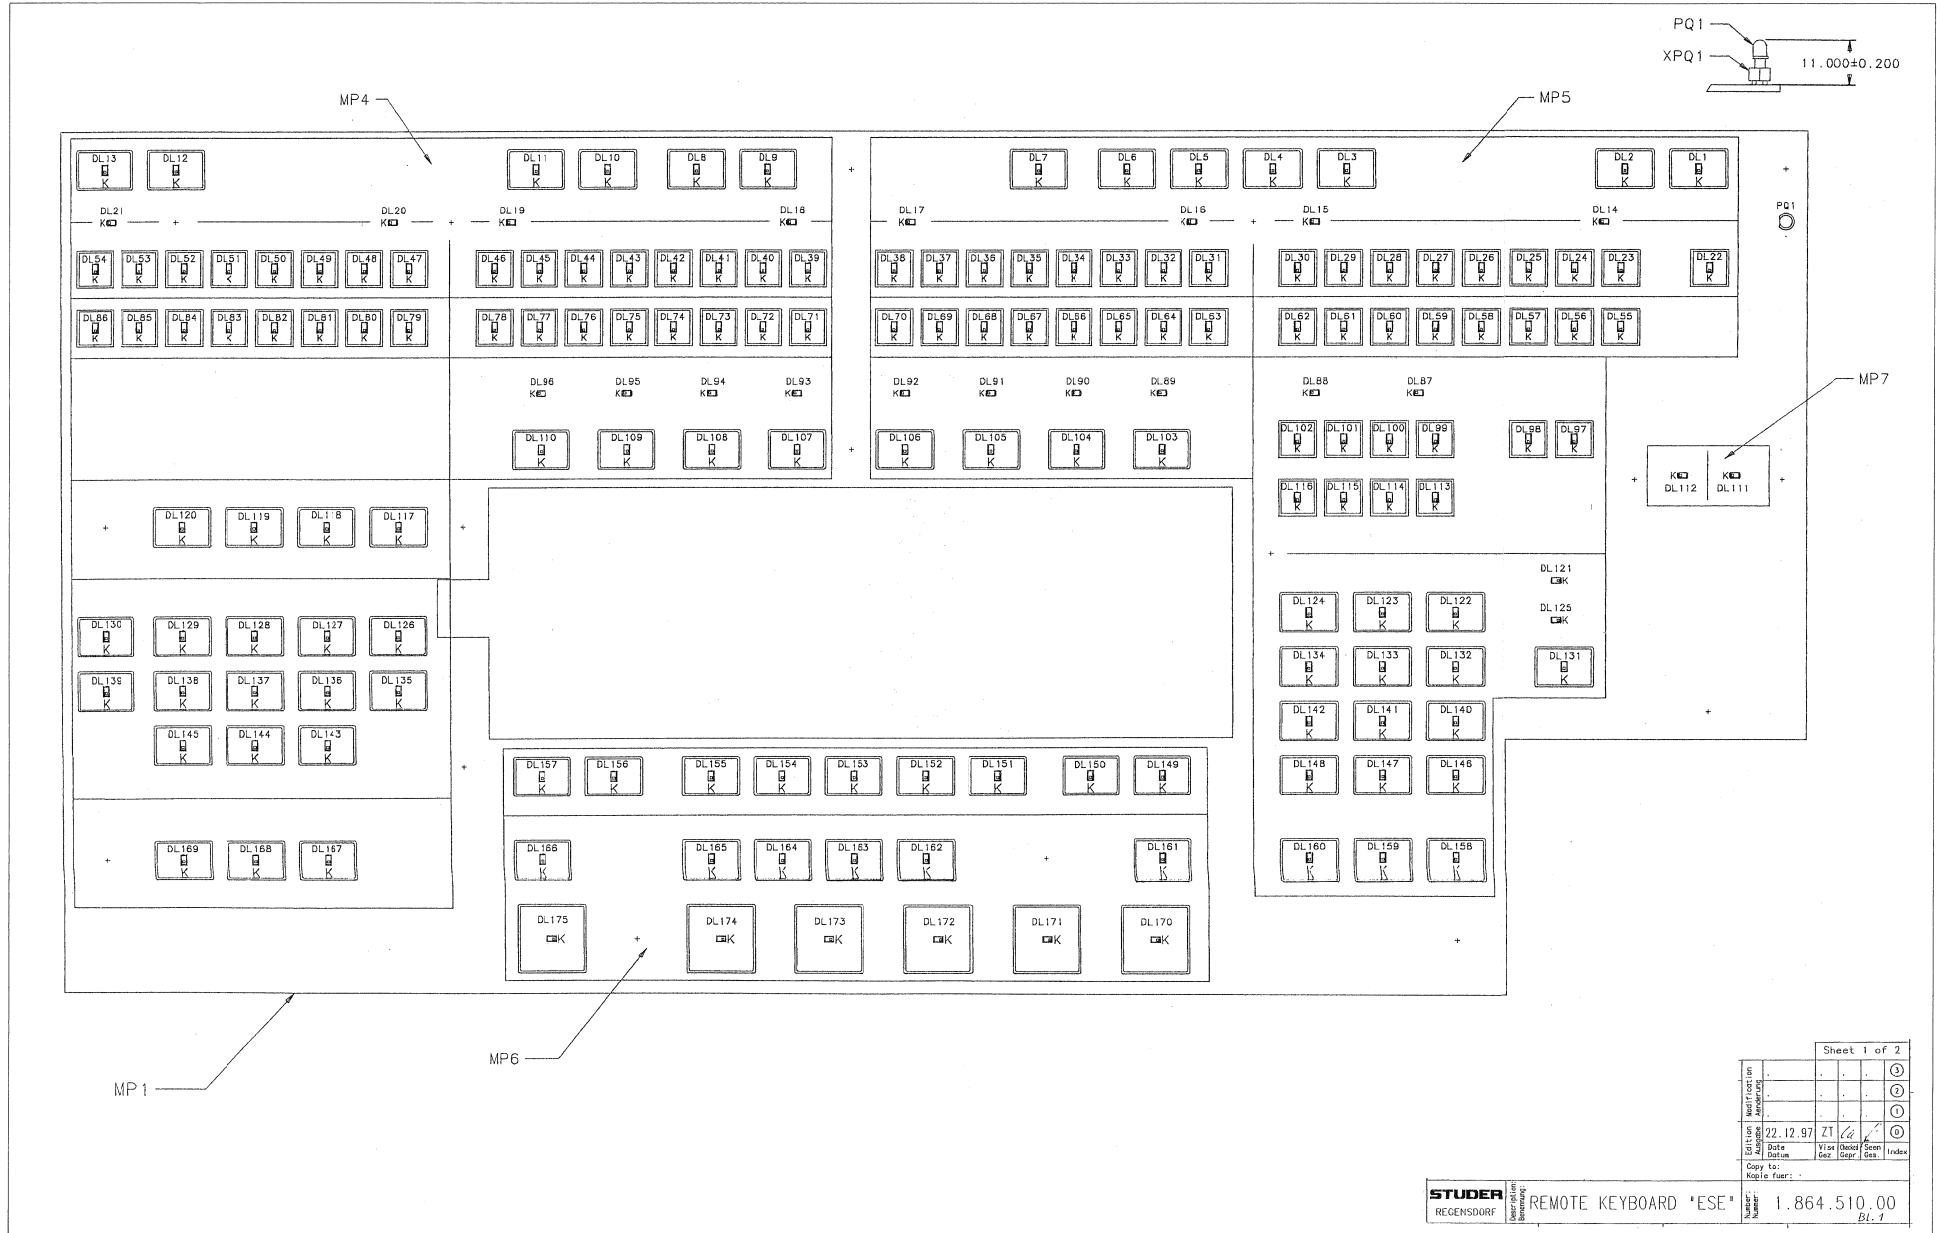 PQ1
XPQ1
11.000±0.200
MP4
MP5
DL13 DL12 DL11 DL10 DL8 DL9 DL7 DL6 DL5 DL4 DL3 DL2 DL1
K K K K K K K K K K K K K
DL21 DL20 DL19 DL18 DL17 DL16 DL15 DL14 PQ1
K K K K K K K K
DL54 DL53 DL52 DL51 DL50 DL49 DL48 DL47 DL46 DL45 DL44 DL43 DL42 DL41 DL40 DL39 DL38 DL37 DL36 DL35 DL34 DL33 DL32 DL31 DL30 DL29 DL28 DL27 DL26 DL25 DL24 DL23 DL22
K K K K K K K K K K K K K K K K K K K K K K K K K K K K K K K K K
DL86 DL85 DL84 DL83 DL82 DL81 DL80 DL79 DL78 DL77 DL76 DL75 DL74 DL73 DL72 DL71 DL70 DL69 DL68 DL67 DL66 DL65 DL64 DL63 DL62 DL61 DL60 DL59 DL58 DL57 DL56 DL55
K K K K K K K K K K K K K K K K K K K K K K K K K K K K K K K K
DL96 DL95 DL94 DL93 DL92 DL91 DL90 DL89 DL88 DL87 MP7
K K K K K K K K K K
DL102 DL101 DL100 DL99 DL98 DL97
K K K K K K
DL110 DL109 DL108 DL107 DL106 DL105 DL104 DL103
K K K K K K K K
K K
DL112 DL111
DL116 DL115 DL114 DL113
K K K K
DL120 DL119 DL118 DL117
K K K K
DL121
K
DL124 DL123 DL122 DL125
K K K K
DL130 DL129 DL128 DL127 DL126
K K K K K
DL134 DL133 DL132 DL131
K K K K
DL139 DL138 DL137 DL136 DL135
K K K K K
DL142 DL141 DL140
K K K
DL145 DL144 DL143
K K K
DL157 DL156 DL155 DL154 DL153 DL152 DL151 DL150 DL149 DL148 DL147 DL146
K K K K K K K K K K K K
DL169 DL168 DL167 DL166 DL165 DL164 DL163 DL162 DL161 DL160 DL159 DL158
K K K K K K K K K K K K
DL175 DL174 DL173 DL172 DL171 DL170
K K K K K K
MP6
MP1
Sheet 1 of 2
Modification
Aenderung
3
2
1
Edition
Ausgabe
22.12.97 ZT 0
Date Visa Checked Seen Index
Datum Gez Gepr. Ges.
Copy to:
Kopie fuer:
STUDER
REGENSDORF
Description:
Benennung:
REMOTE KEYBOARD "ESE"
Number:
Nummer:
1.864.510.00
Bl. 1